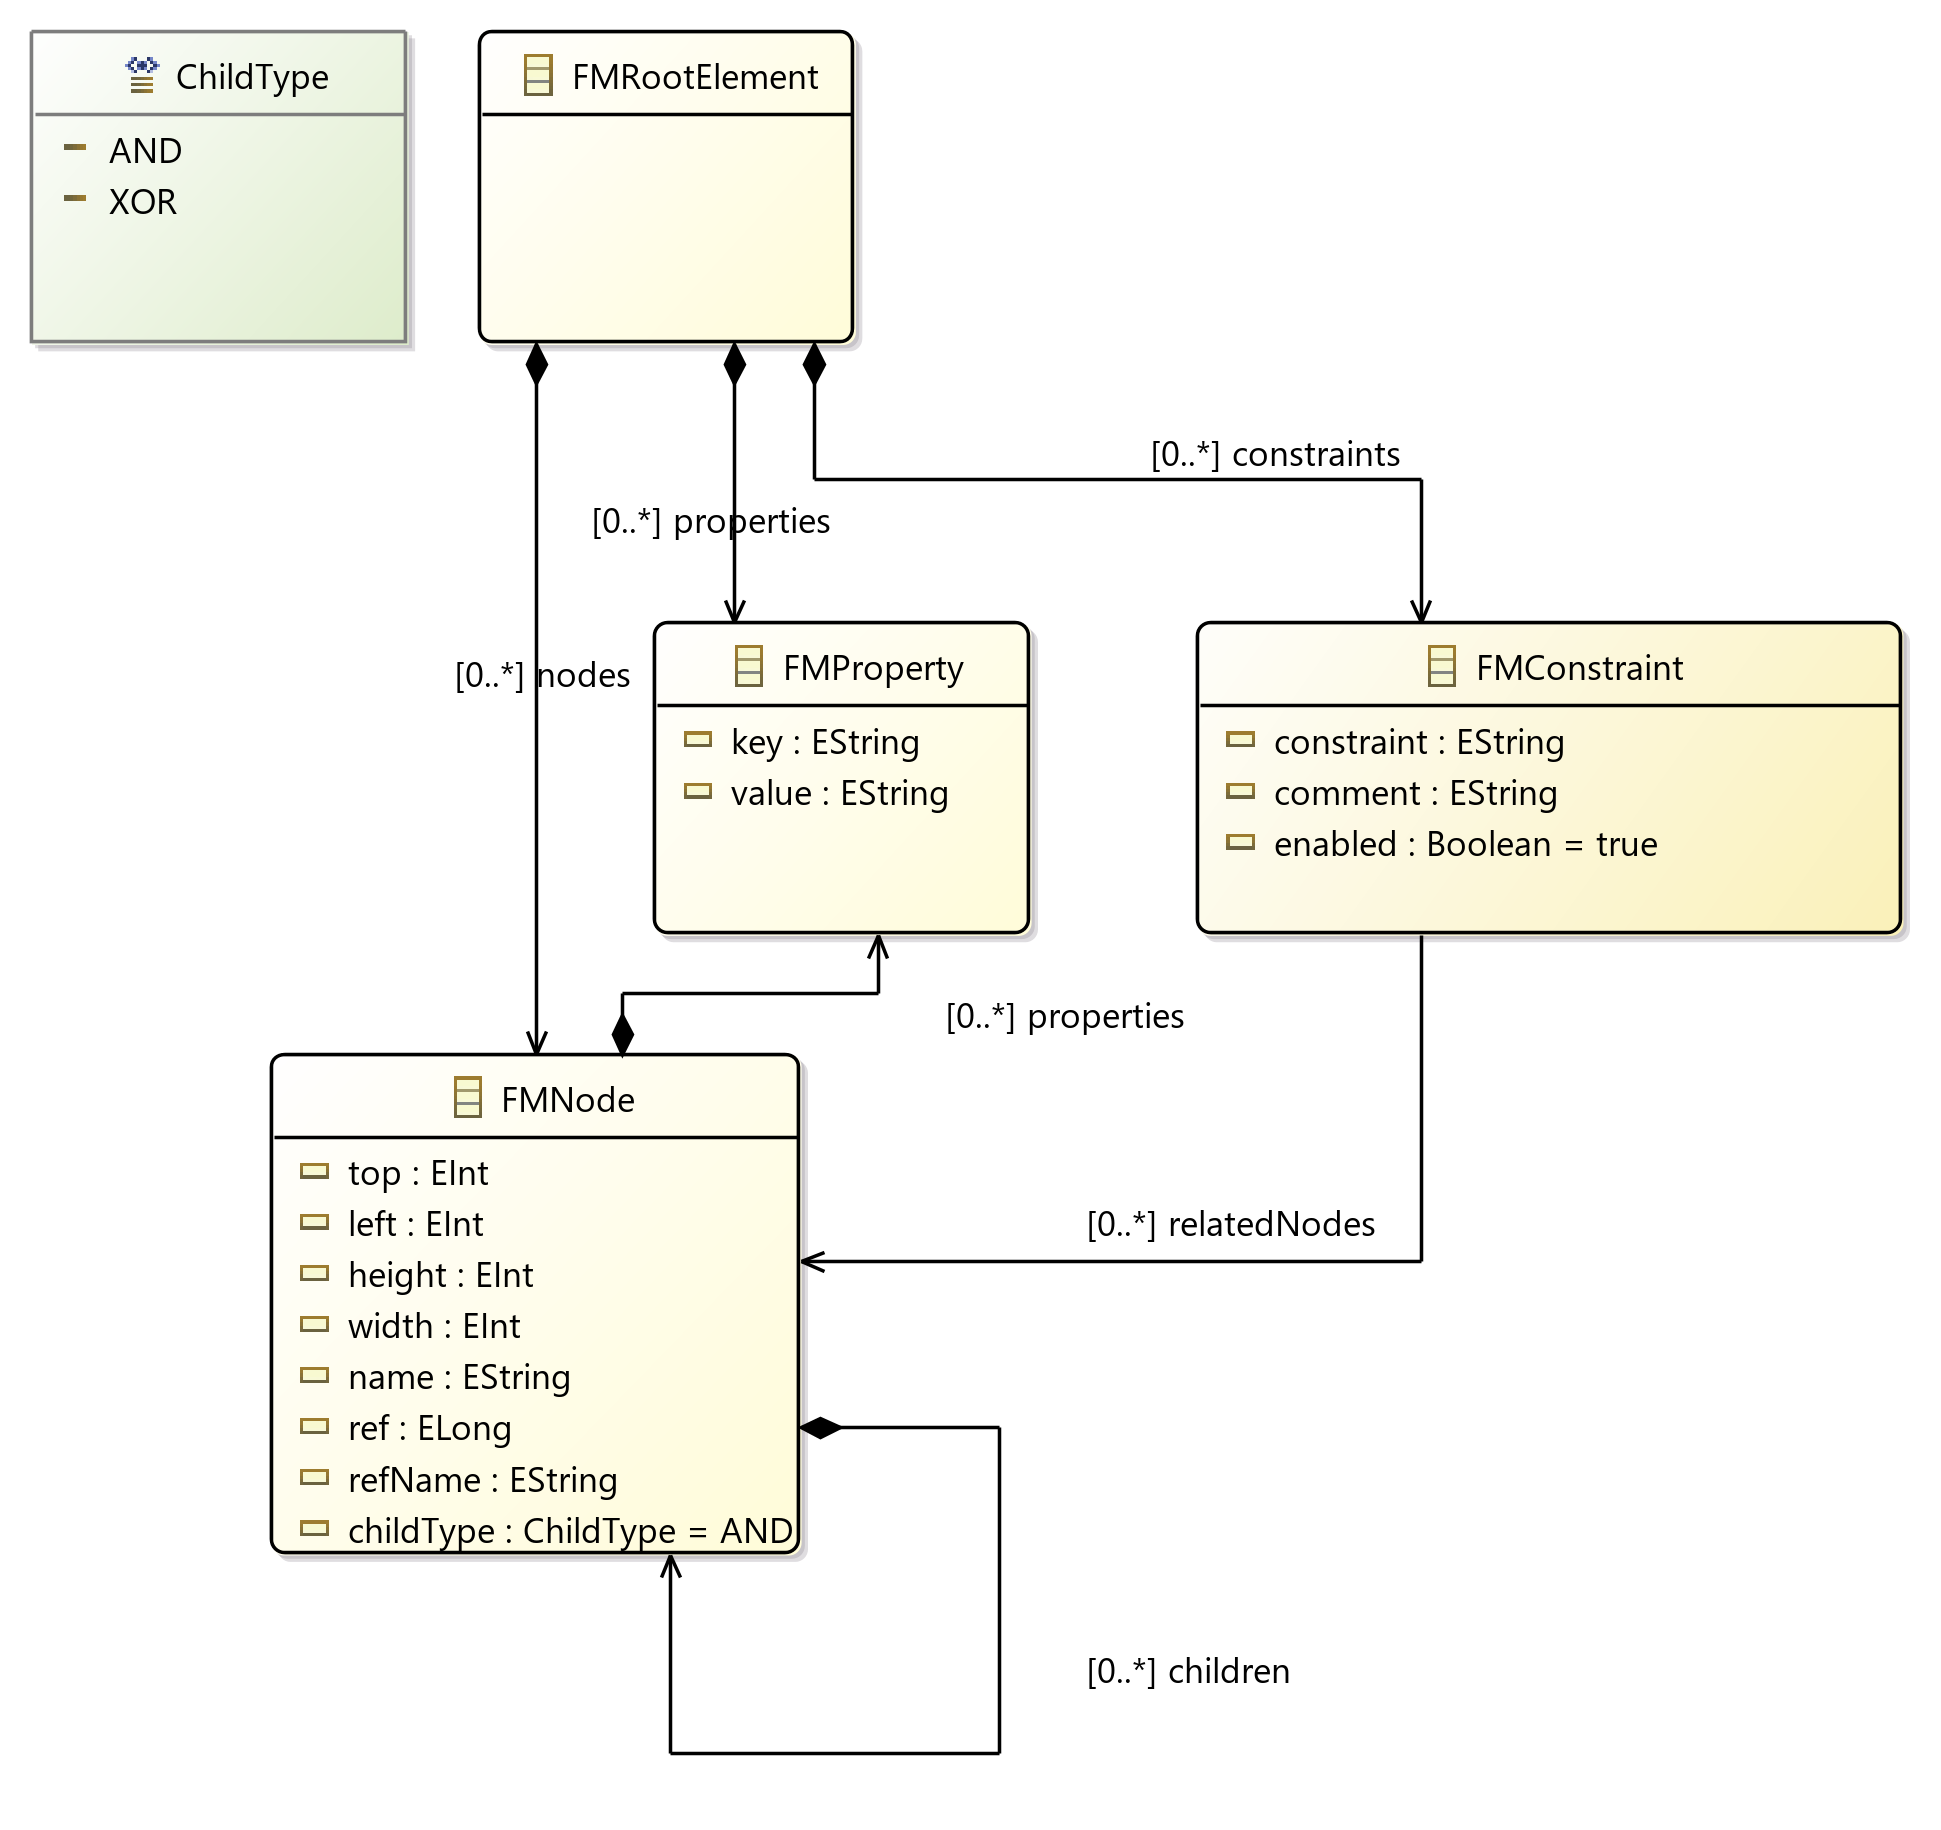 ChildType
AND
XOR
FMRootElement
[0..*] constraints
[0..*] properties
[0..*] nodes
FMProperty
key : EString
value : EString
FMConstraint
constraint : EString
comment : EString
enabled : Boolean = true
[0..*] properties
FMNode
top : EInt
left : EInt
height : EInt
width : EInt
name : EString
ref : ELong
refName : EString
childType : ChildType = AND
[0..*] relatedNodes
[0..*] children